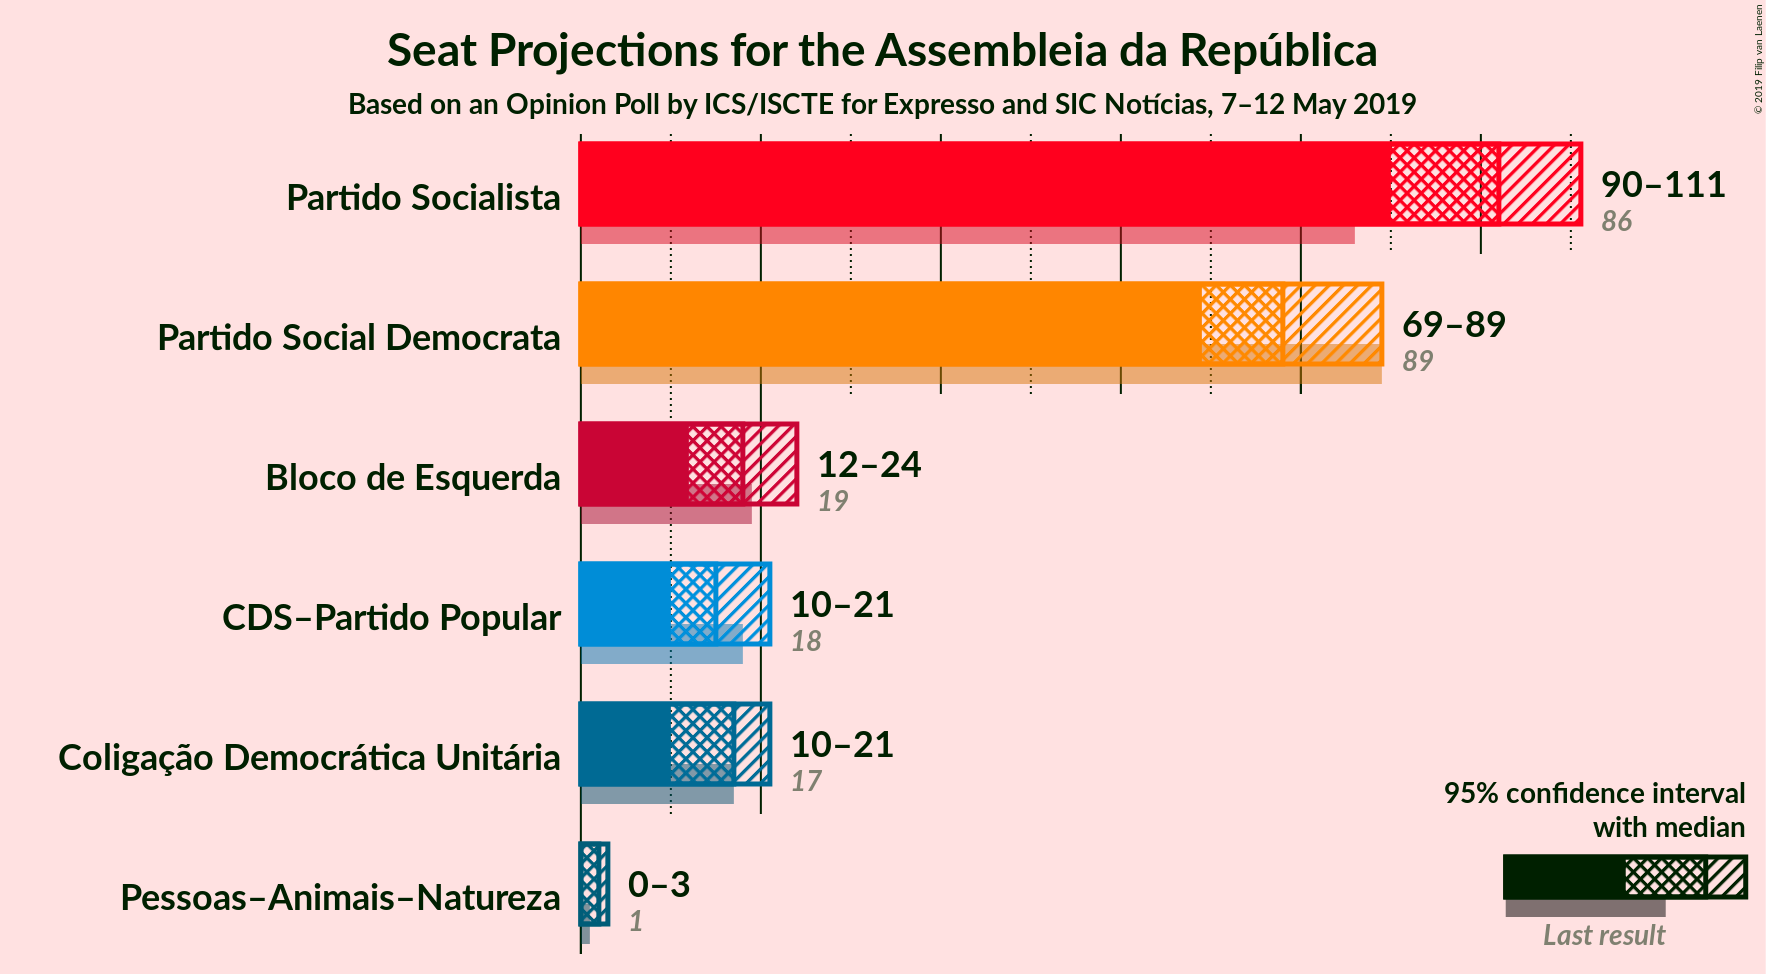 Seat Projections for the Assembleia da República
Based on an Opinion Poll by ICS/ISCTE for Expresso and SIC Notícias, 7–12 May 2019
© 2019 Filip van Laenen
Partido Socialista
90–111
86
Partido Social Democrata
69–89
89
Bloco de Esquerda
12–24
19
CDS–Partido Popular
10–21
18
Coligação Democrática Unitária
10–21
17
Pessoas–Animais–Natureza
0–3
1
95% confidence interval
with median
Last result